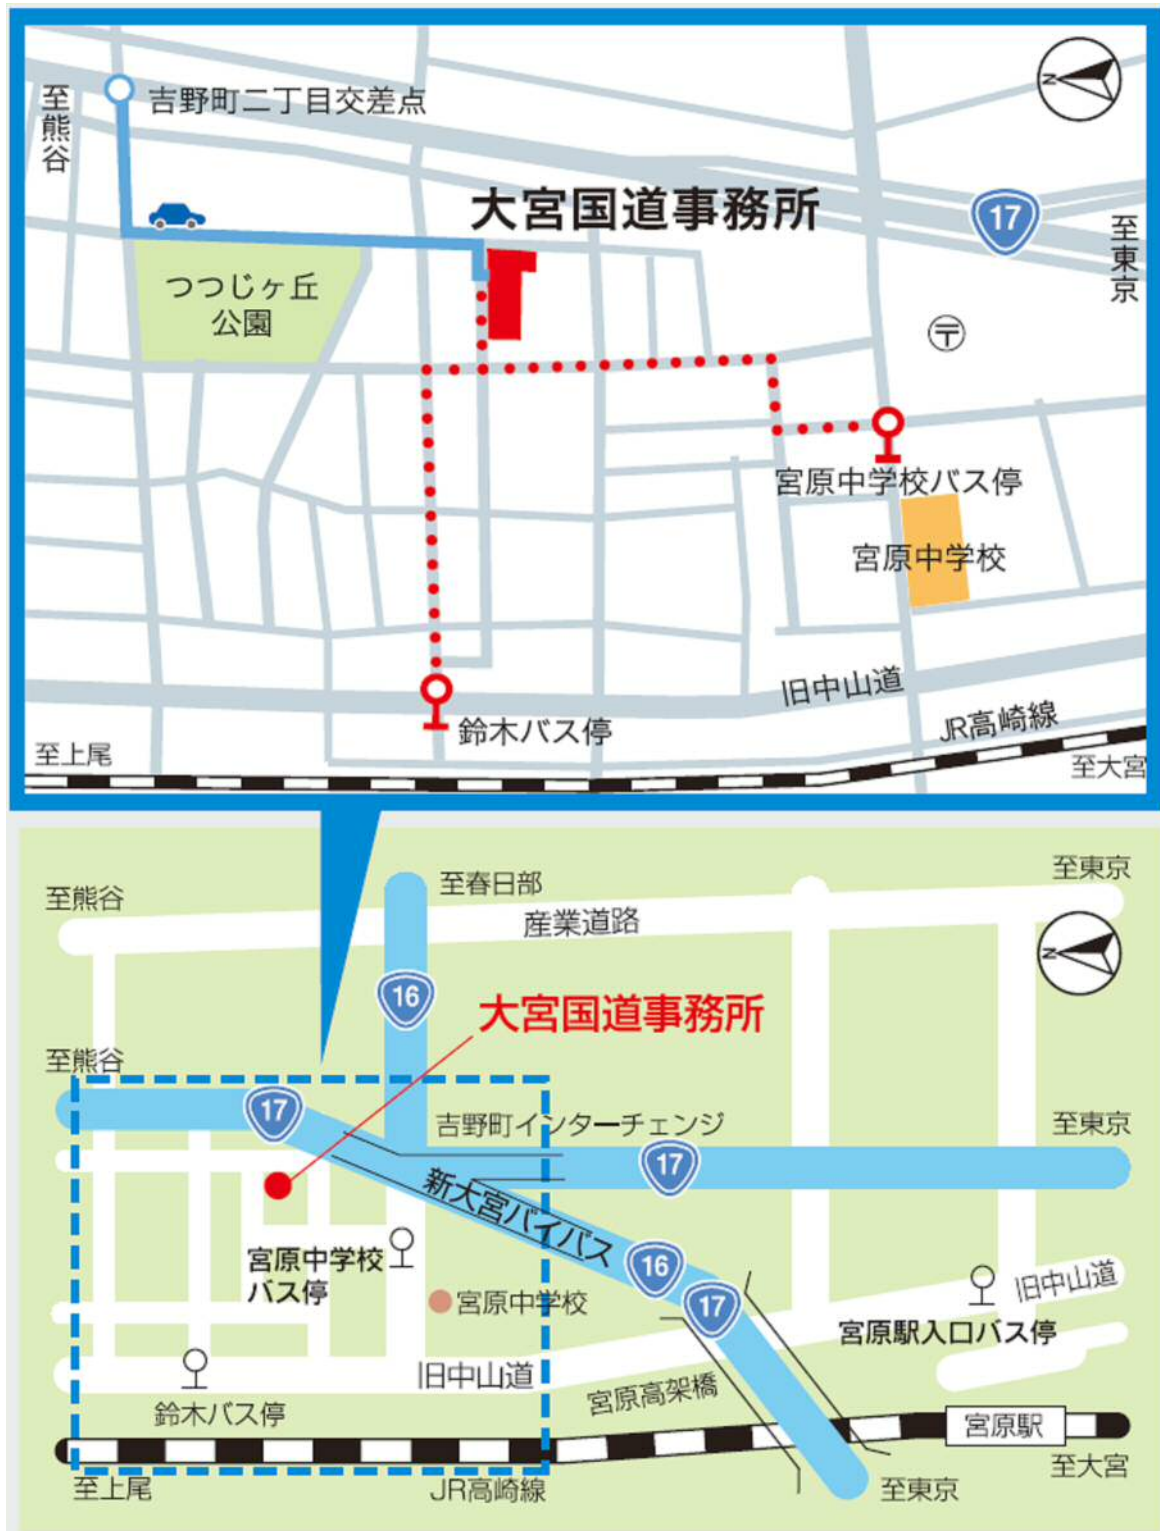 至熊谷
吉野町二丁目交差点
N
大宮国道事務所
17
至東京
つつじヶ丘
公園
〒
宮原中学校バス停
宮原中学校
旧中山道
鈴木バス停
JR高崎線
至上尾
至大宮
至熊谷
至春日部
至東京
産業道路
N
16
大宮国道事務所
至熊谷
17
吉野町インターチェンジ
至東京
17
新大宮バイパス
宮原中学校
バス停
16
宮原中学校
17
旧中山道
宮原駅入口バス停
旧中山道
宮原高架橋
鈴木バス停
宮原駅
至上尾
JR高崎線
至東京
至大宮